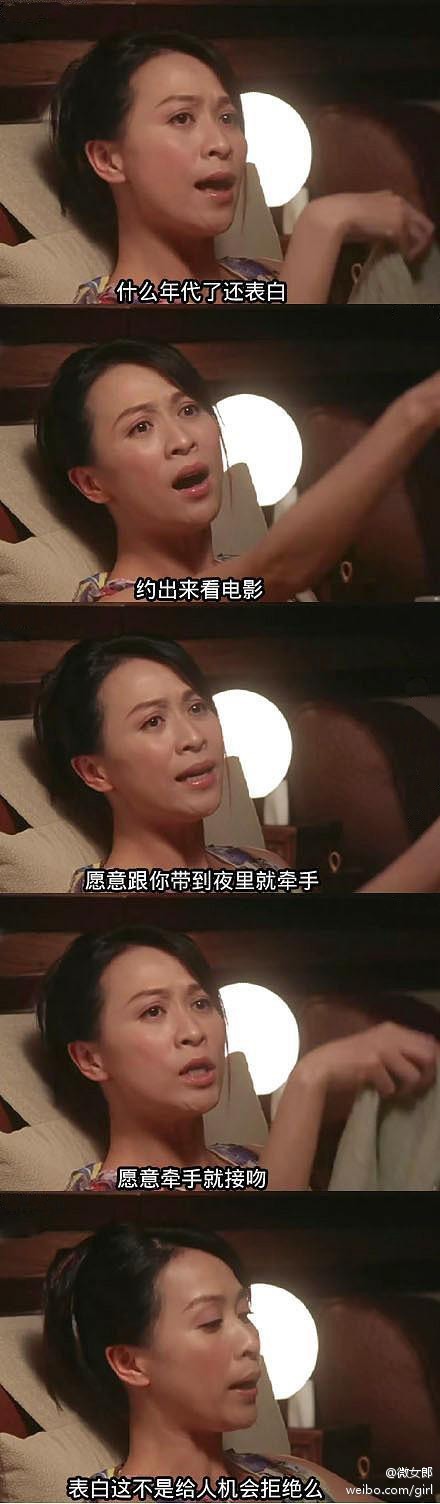 什么年代了还表白
约出来看电影
愿意跟你带到夜里就牵手
愿意牵手就接吻
表白这不是给人机会拒绝么
@微女郎
weibo.com/girl